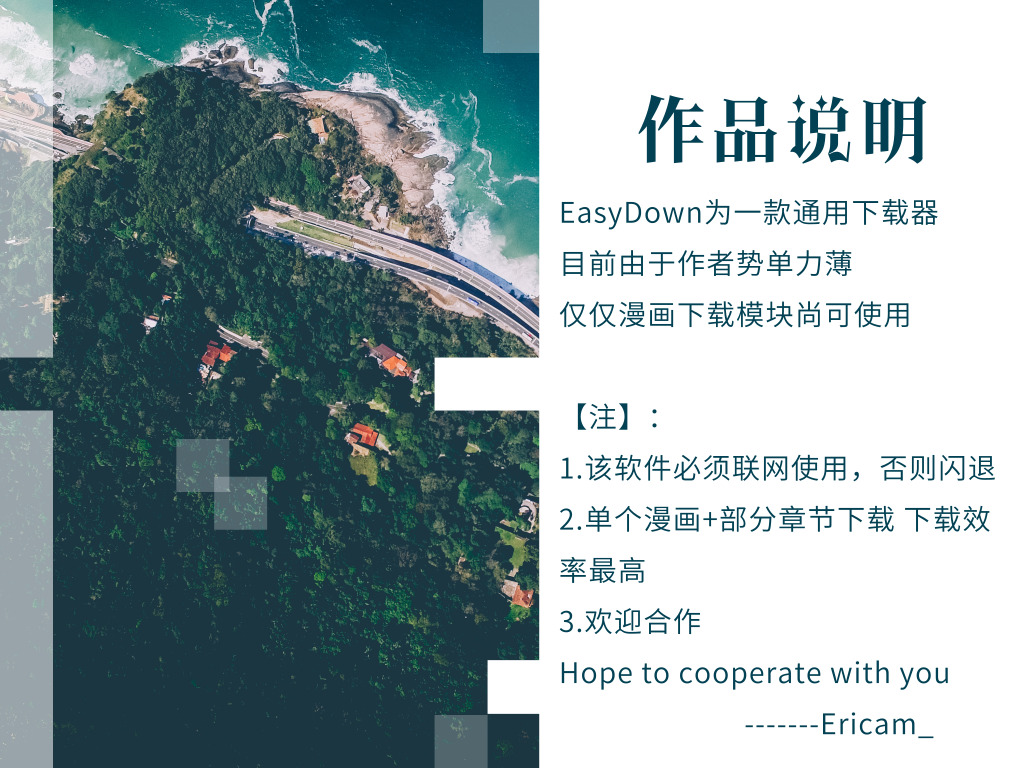 作品说明
EasyDown为一款通用下载器
目前由于作者势单力薄
仅仅漫画下载模块尚可使用
【注】：
1.该软件必须联网使用，否则闪退
2.单个漫画+部分章节下载 下载效
率最高
3.欢迎合作
Hope to cooperate with you
-------Ericam_